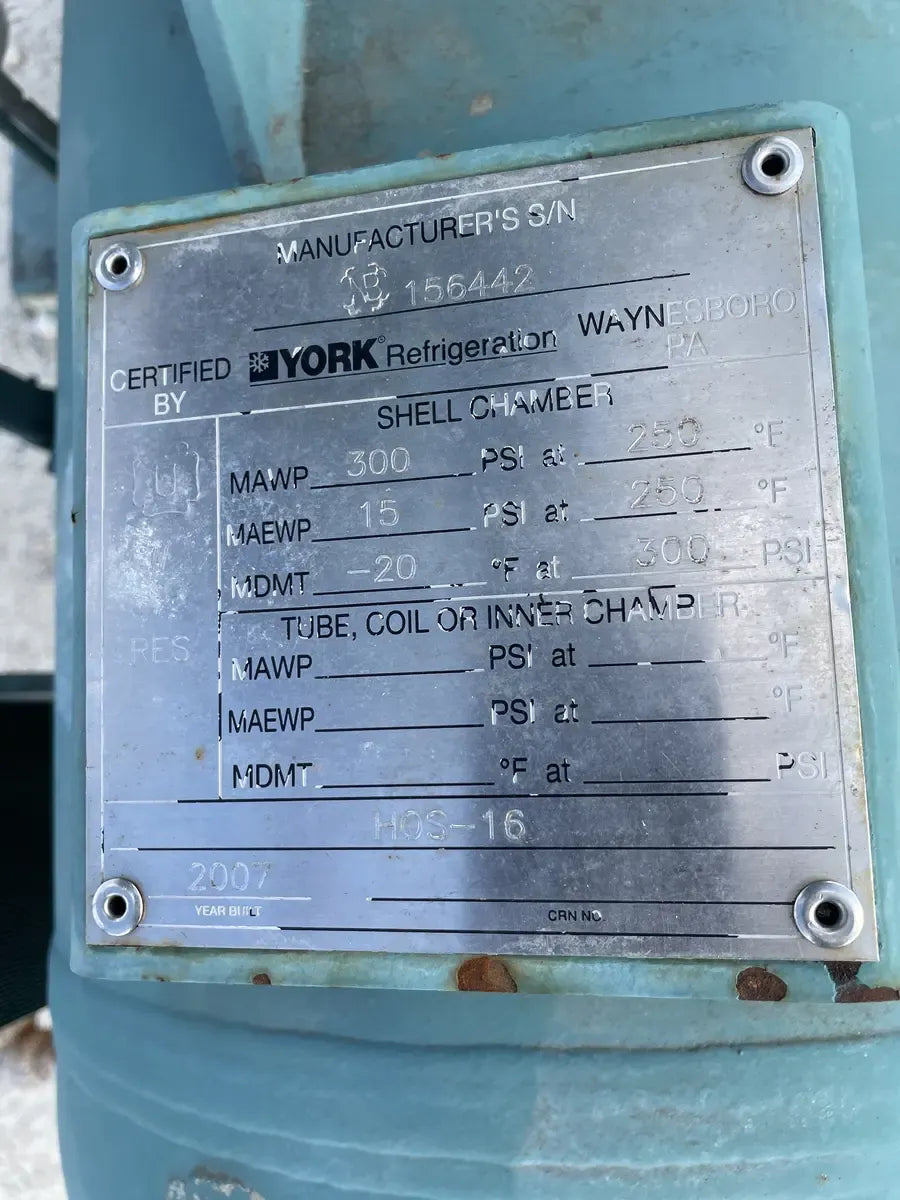 MANUFACTURER'S S/N
NB 156442
CERTIFIED BY YORK® Refrigeration WAYNESBORO PA
SHELL CHAMBER
U
MAWP 300 PSI at 250 °F
MAEWP 15 PSI at 250 °F
MDMT -20 °F at 300 PSI
RES
TUBE, COIL OR INNER CHAMBER
MAWP PSI at °F
MAEWP PSI at °F
MDMT °F at PSI
HOS-16
2007
YEAR BUILT
CRN NO.